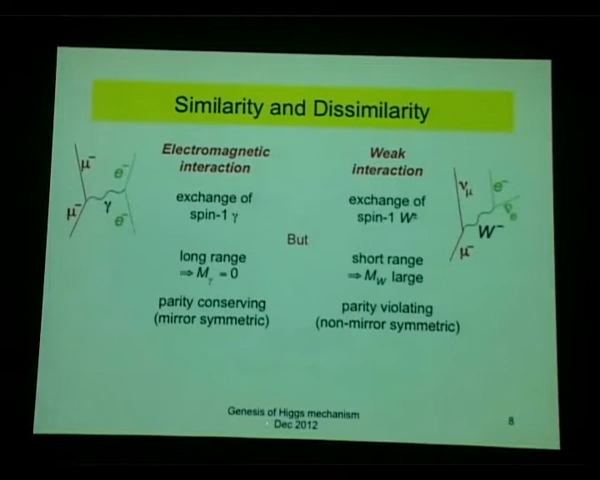 Similarity and Dissimilarity
μ⁻
e⁻
γ
μ⁻
e⁻
Electromagnetic
interaction
exchange of
spin-1 γ
long range
⇒ Mγ = 0
parity conserving
(mirror symmetric)
But
Weak
interaction
exchange of
spin-1 W±
short range
⇒ MW large
parity violating
(non-mirror symmetric)
νμ
e⁻
ν̄e
W⁻
μ⁻
Genesis of Higgs mechanism
Dec 2012
8